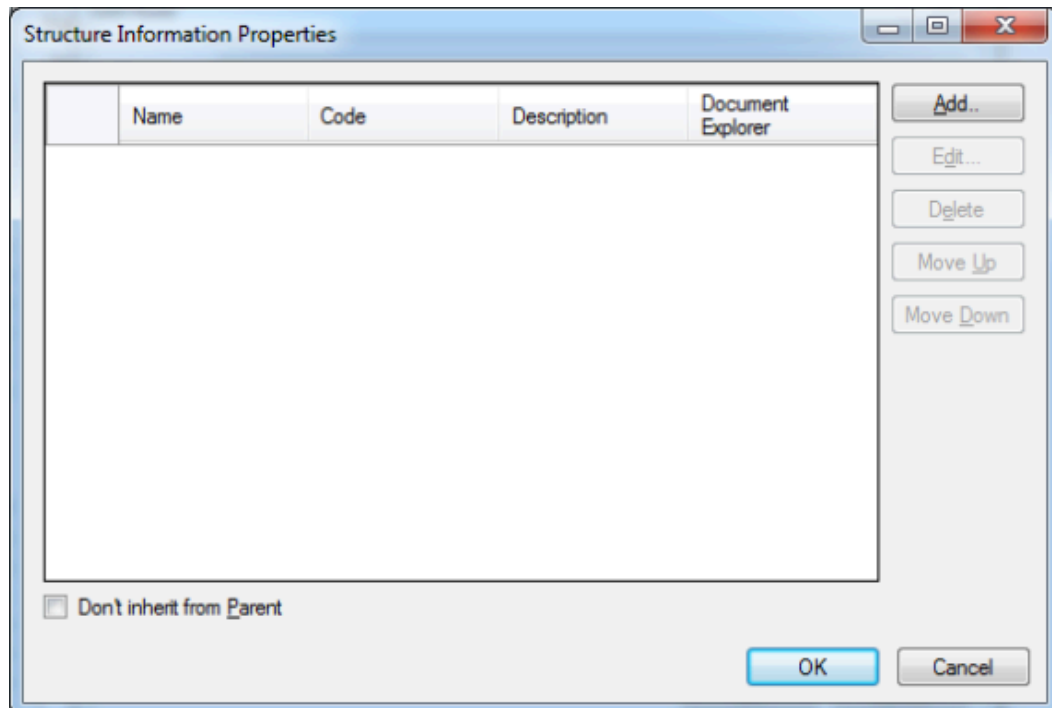 Structure Information Properties
Name Code Description Document Explorer
Add..
Edit...
Delete
Move Up
Move Down
Don't inherit from Parent
OK Cancel